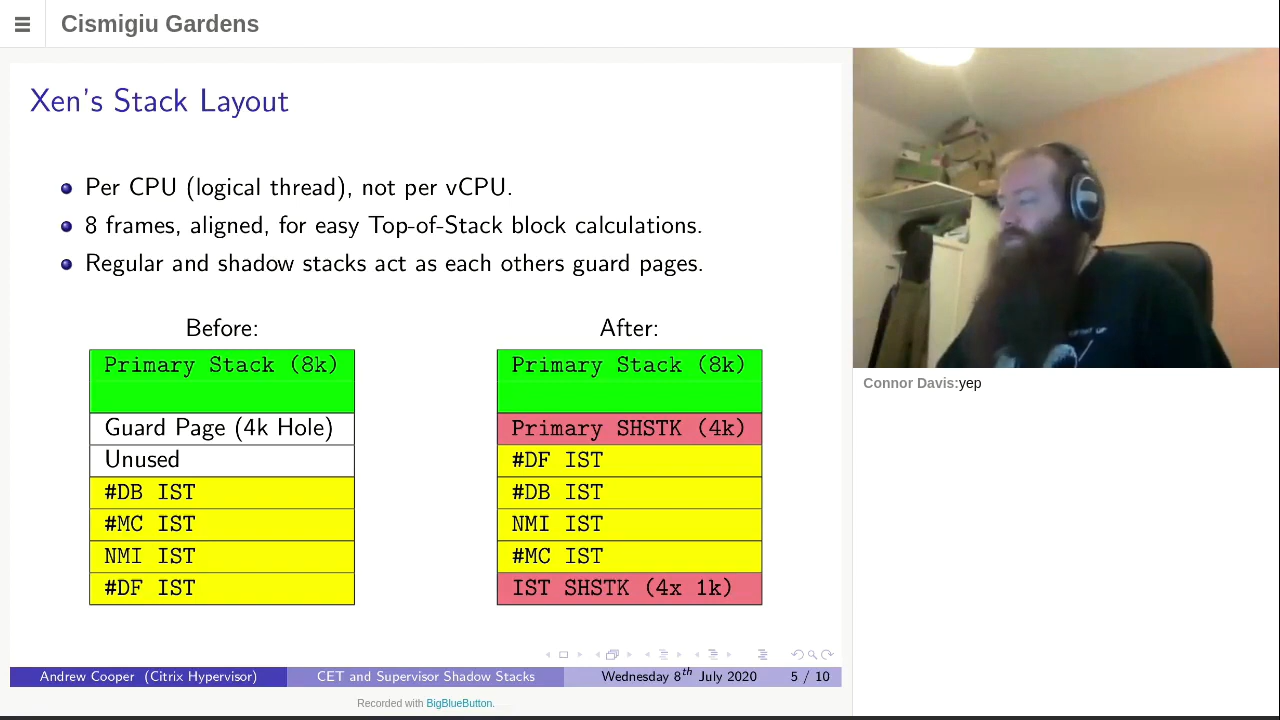 Cismigiu Gardens
Xen's Stack Layout
Per CPU (logical thread), not per vCPU.
8 frames, aligned, for easy Top-of-Stack block calculations.
Regular and shadow stacks act as each others guard pages.
Before:
Primary Stack (8k)
Guard Page (4k Hole)
Unused
#DB IST
#MC IST
NMI IST
#DF IST
After:
Primary Stack (8k)
Primary SHSTK (4k)
#DF IST
#DB IST
NMI IST
#MC IST
IST SHSTK (4x 1k)
Andrew Cooper (Citrix Hypervisor)
CET and Supervisor Shadow Stacks
Wednesday 8th July 2020
5 / 10
Recorded with BigBlueButton.
Connor Davis:yep